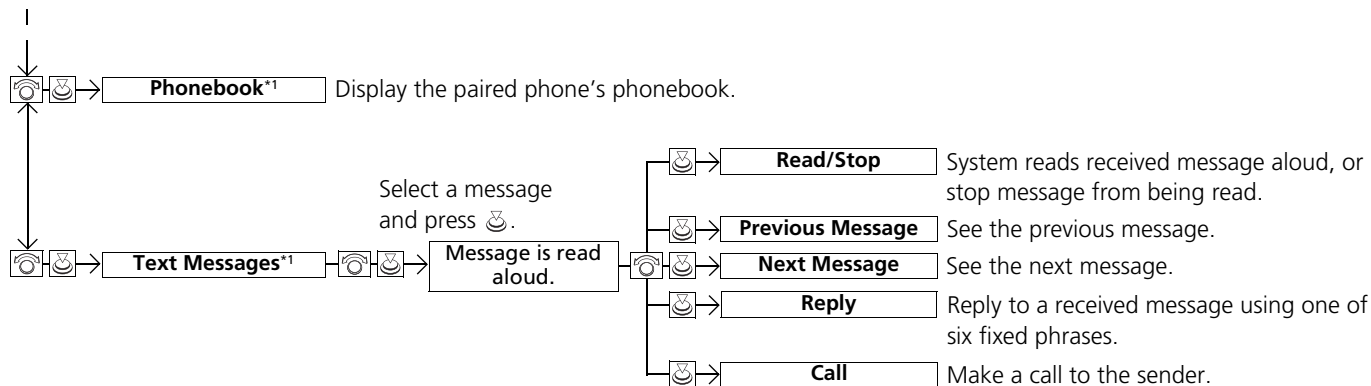 Phonebook*1
Display the paired phone’s phonebook.
Select a message
and press .
Text Messages*1
Message is read
aloud.
Read/Stop
System reads received message aloud, or
stop message from being read.
Previous Message
See the previous message.
Next Message
See the next message.
Reply
Reply to a received message using one of
six fixed phrases.
Call
Make a call to the sender.